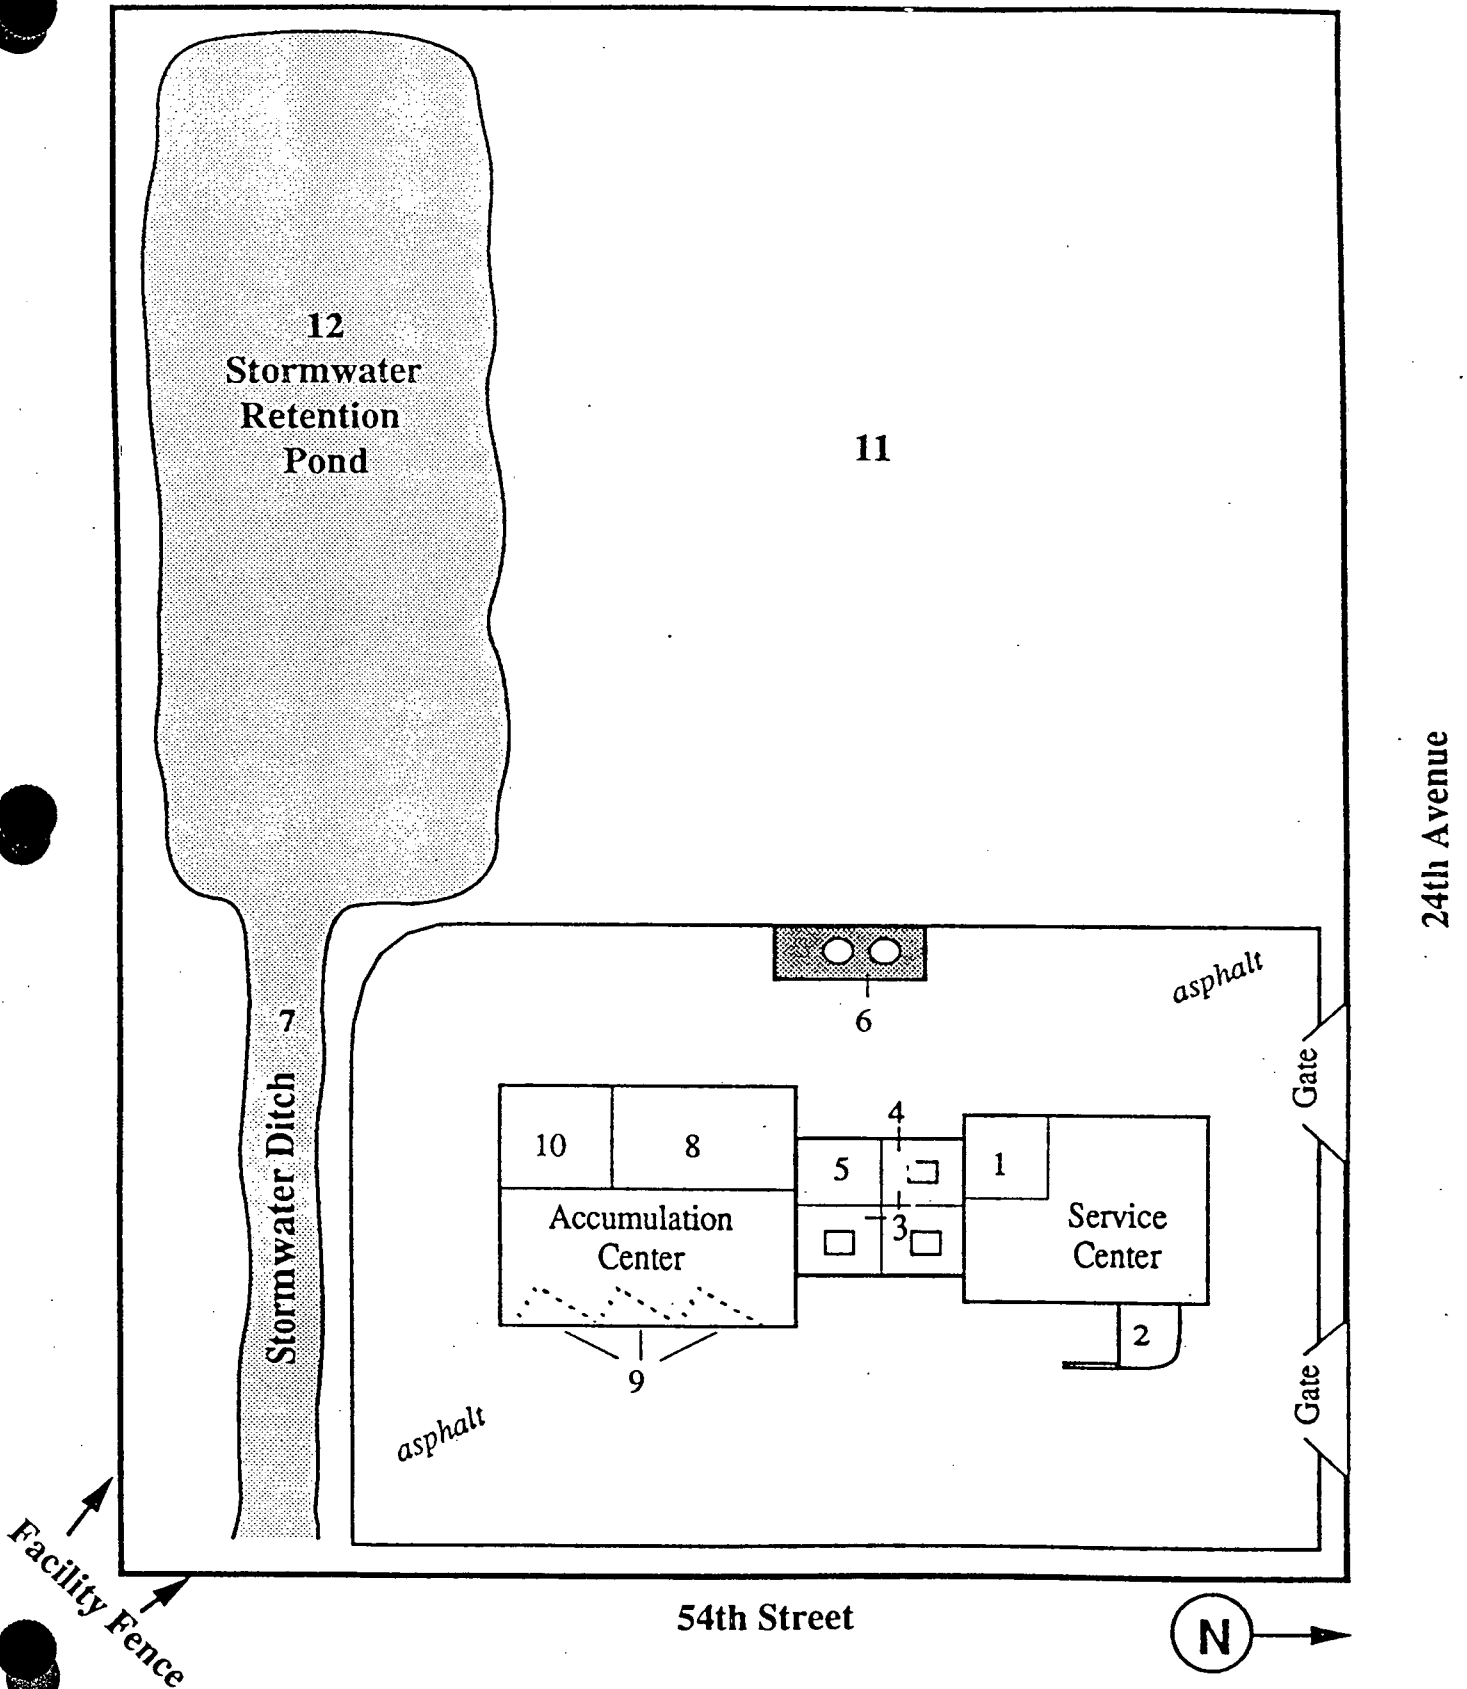 12
Stormwater
Retention
Pond
11
24th Avenue
asphalt
6
7
Stormwater Ditch
Gate
4
10
8
5
1
3
Accumulation
Center
Service
Center
2
9
Gate
asphalt
Facility Fence
54th Street
N